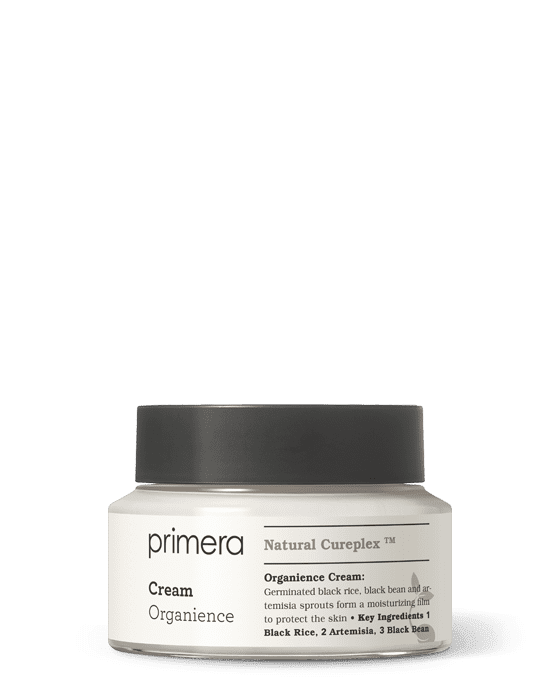 primera
Cream
Organience
Natural Cureplex ™
Organience Cream:
Germinated black rice, black bean and ar-
temisia sprouts form a moisturizing film
to protect the skin • Key Ingredients 1
Black Rice, 2 Artemisia, 3 Black Bean